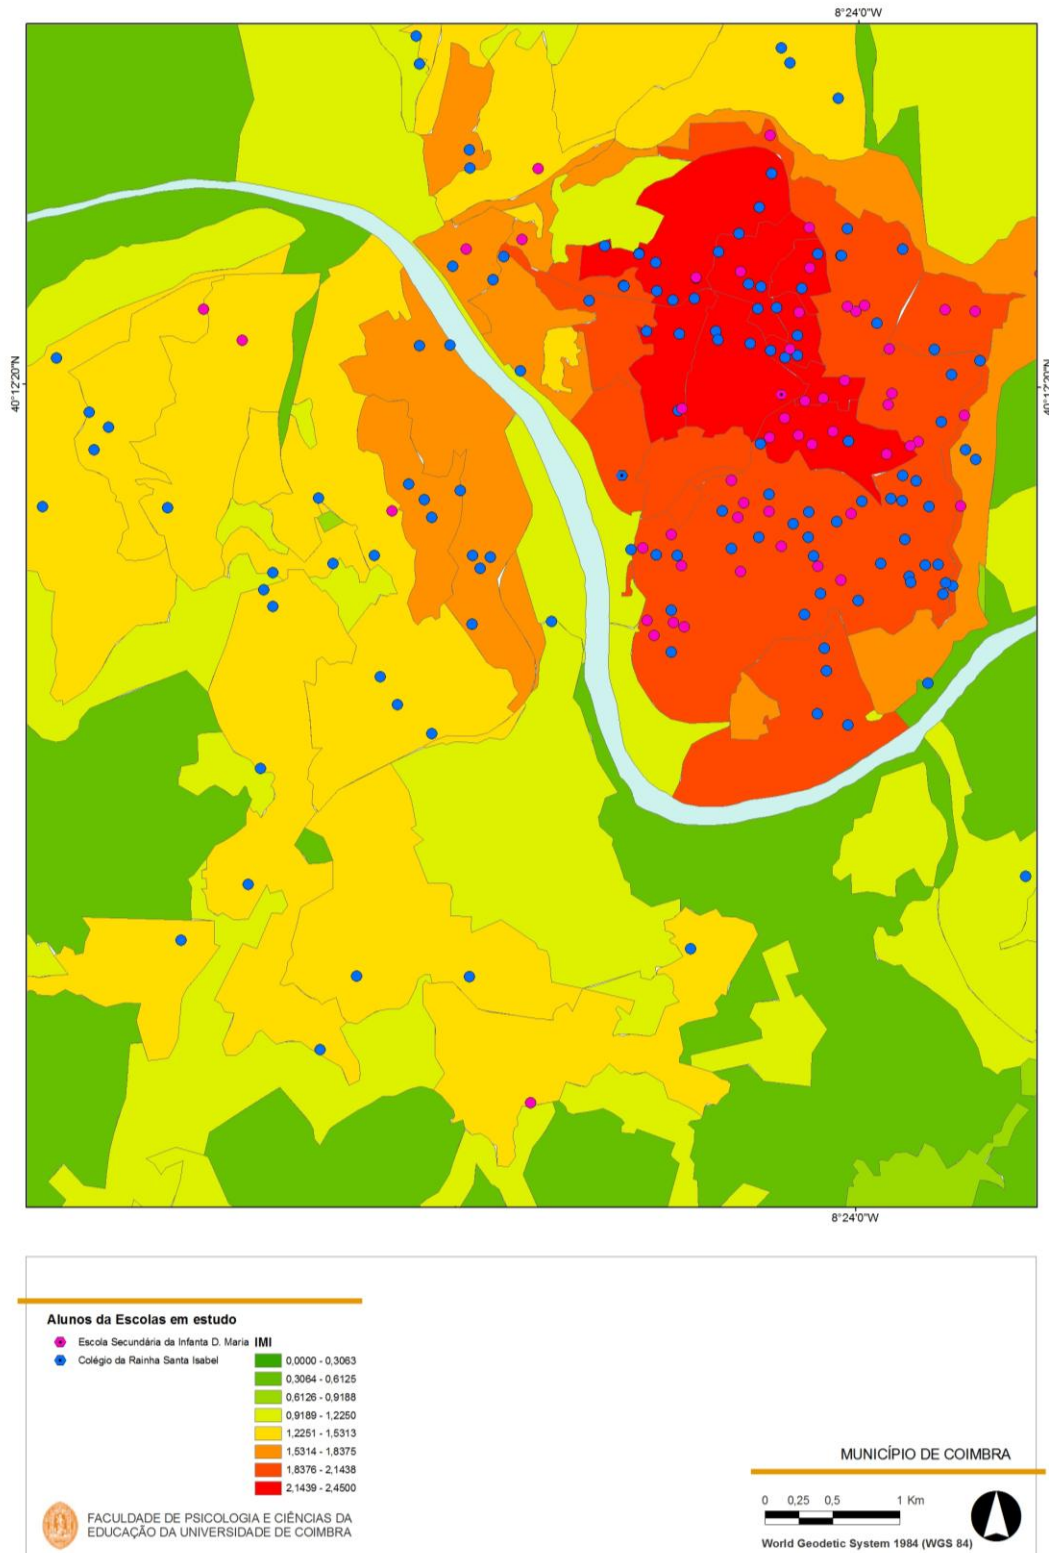 8°24'0"W
40°12'20"N
8°24'0"W
Alunos da Escolas em estudo
Escola Secundária da Infanta D. Maria
Colégio da Rainha Santa Isabel
IMI
0,0000 - 0,3063
0,3064 - 0,6125
0,6126 - 0,9188
0,9189 - 1,2250
1,2251 - 1,5313
1,5314 - 1,8375
1,8376 - 2,1438
2,1439 - 2,4500
FACULDADE DE PSICOLOGIA E CIÊNCIAS DA
EDUCAÇÃO DA UNIVERSIDADE DE COIMBRA
MUNICÍPIO DE COIMBRA
0 0,25 0,5 1 Km
World Geodetic System 1984 (WGS 84)